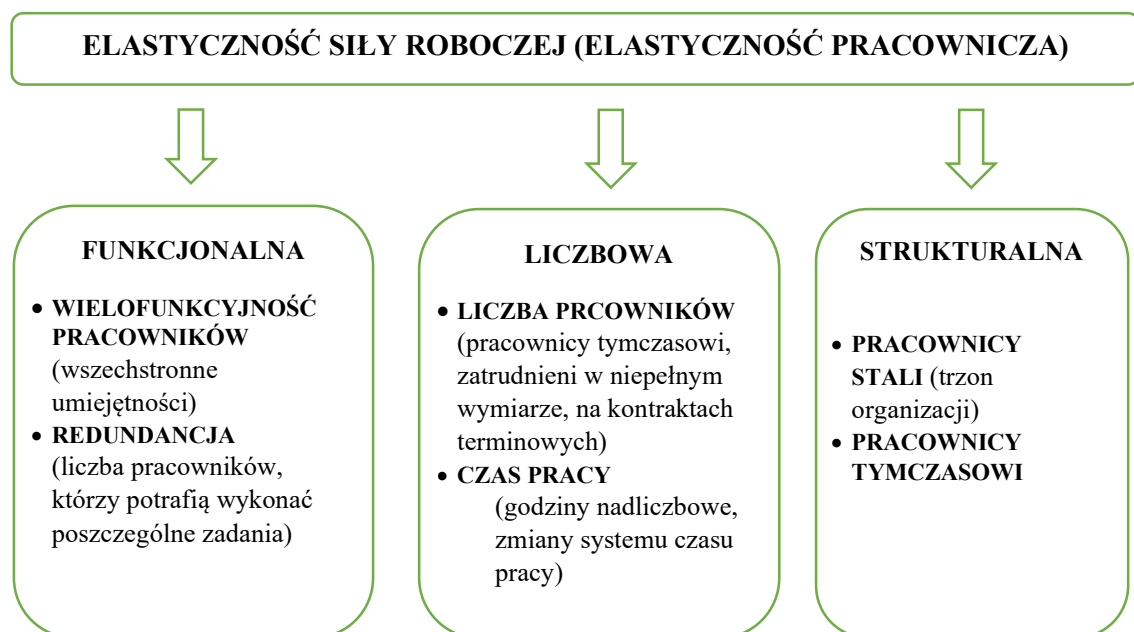 ELASTYCZNOŚĆ SIŁY ROBOCZEJ (ELASTYCZNOŚĆ PRACOWNICZA)
FUNKCJONALNA
• WIELOFUNKCYJNOŚĆ
PRACOWNIKÓW
(wszechstronne
umiejętności)
• REDUNDANCJA
(liczba pracowników,
którzy potrafią wykonać
poszczególne zadania)
LICZBOWA
• LICZBA PRCOWNIKÓW
(pracownicy tymczasowi,
zatrudnieni w niepełnym
wymiarze, na kontraktach
terminowych)
• CZAS PRACY
(godziny nadliczbowe,
zmiany systemu czasu
pracy)
STRUKTURALNA
• PRACOWNICY
STALI (trzon
organizacji)
• PRACOWNICY
TYMCZASOWI